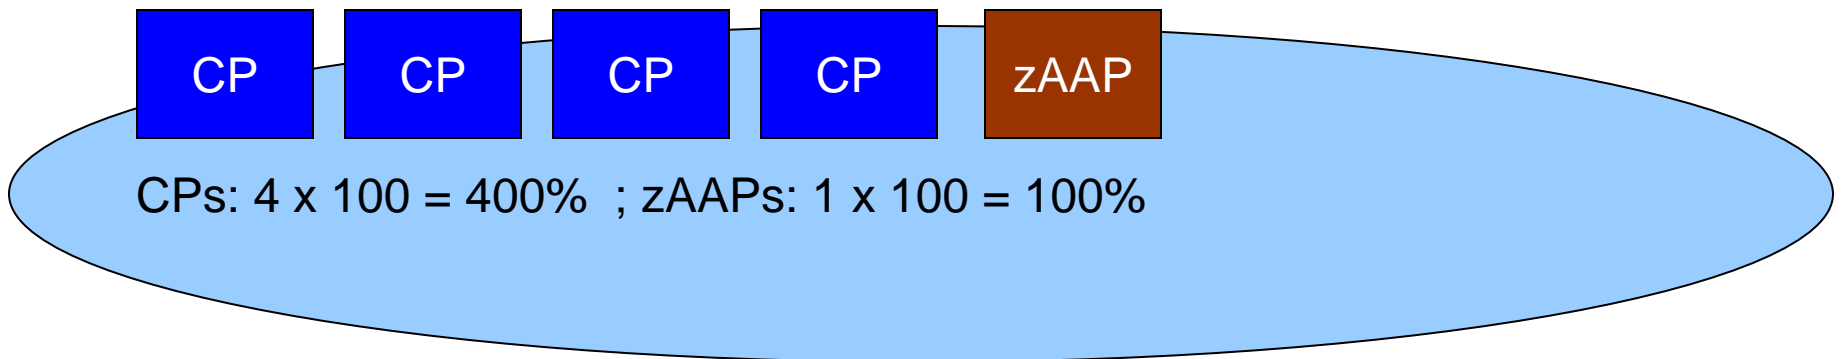 CP CP CP CP zAAP
CPs: 4 x 100 = 400% ; zAAPs: 1 x 100 = 100%